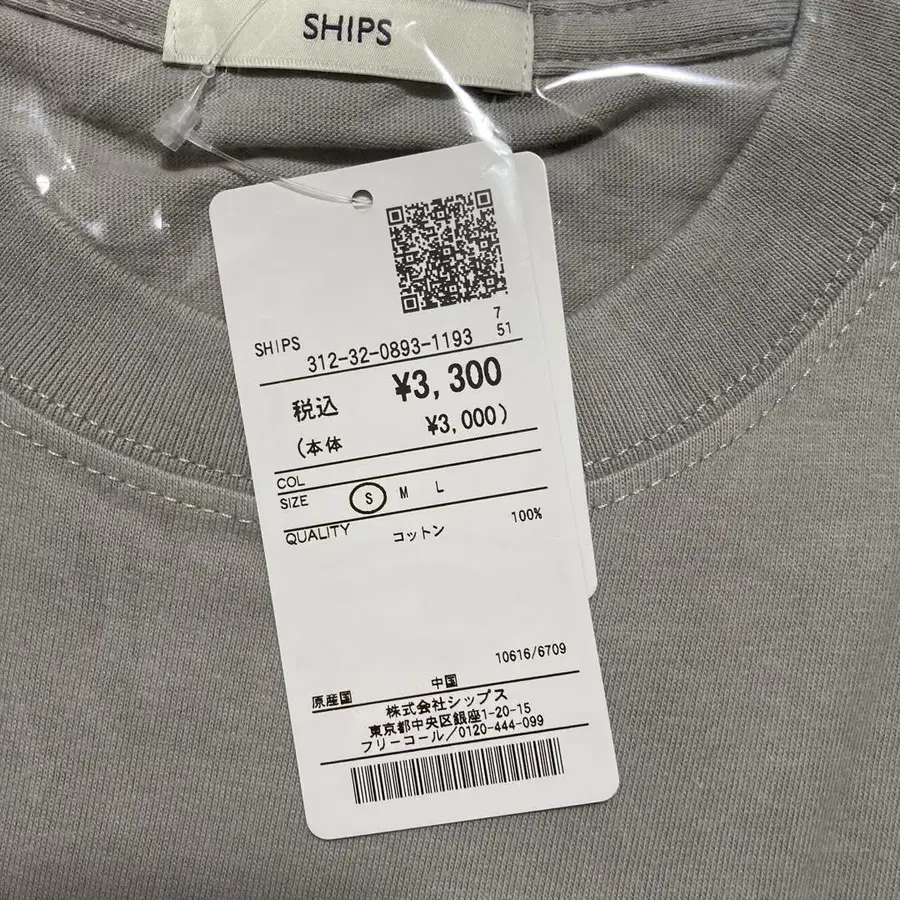 SHIPS
7
51
SHIPS 312-32-0893-1193
税込 ¥3,300
(本体 ¥3,000)
COL
SIZE S M L
QUALITY コットン 100%
10616/6709
原産国 中国
株式会社シップス
東京都中央区銀座1-20-15
フリーコール/0120-444-099